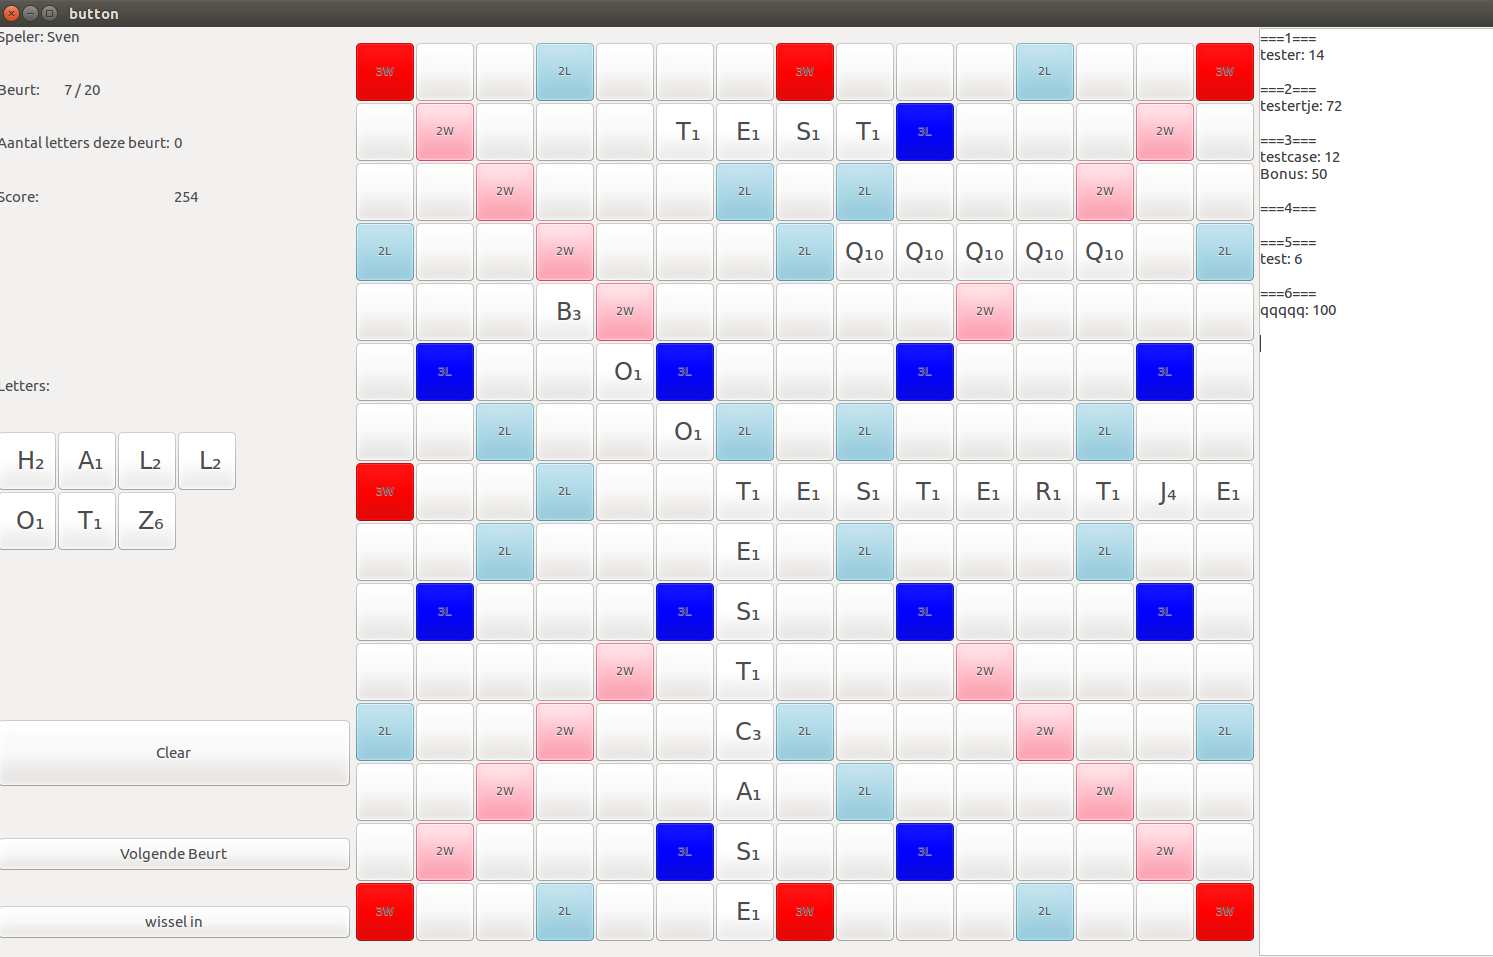 button
Speler: Sven
Beurt: 7 / 20
Aantal letters deze beurt: 0
Score: 254
Letters:
H₂ A₁ L₂ L₂
O₁ T₁ Z₆
Clear
Volgende Beurt
wissel in
3W 2L 3W 2L 3W
2W T₁ E₁ S₁ T₁ 3L 2W
2W 2L 2L 2W
2L 2W 2L Q₁₀ Q₁₀ Q₁₀ Q₁₀ Q₁₀ 2L
B₃ 2W 2W
3L O₁ 3L 3L 3L
2L O₁ 2L 2L 2L
3W 2L T₁ E₁ S₁ T₁ E₁ R₁ T₁ J₄ E₁
2L E₁ 2L 2L
3L 3L S₁ 3L 3L
2W T₁ 2W
2L 2W C₃ 2L 2W 2L
2W A₁ 2L 2W
2W 3L S₁ 3L 2W
3W 2L E₁ 3W 2L 3W
===1===
tester: 14
===2===
testertje: 72
===3===
testcase: 12
Bonus: 50
===4===
===5===
test: 6
===6===
qqqqq: 100